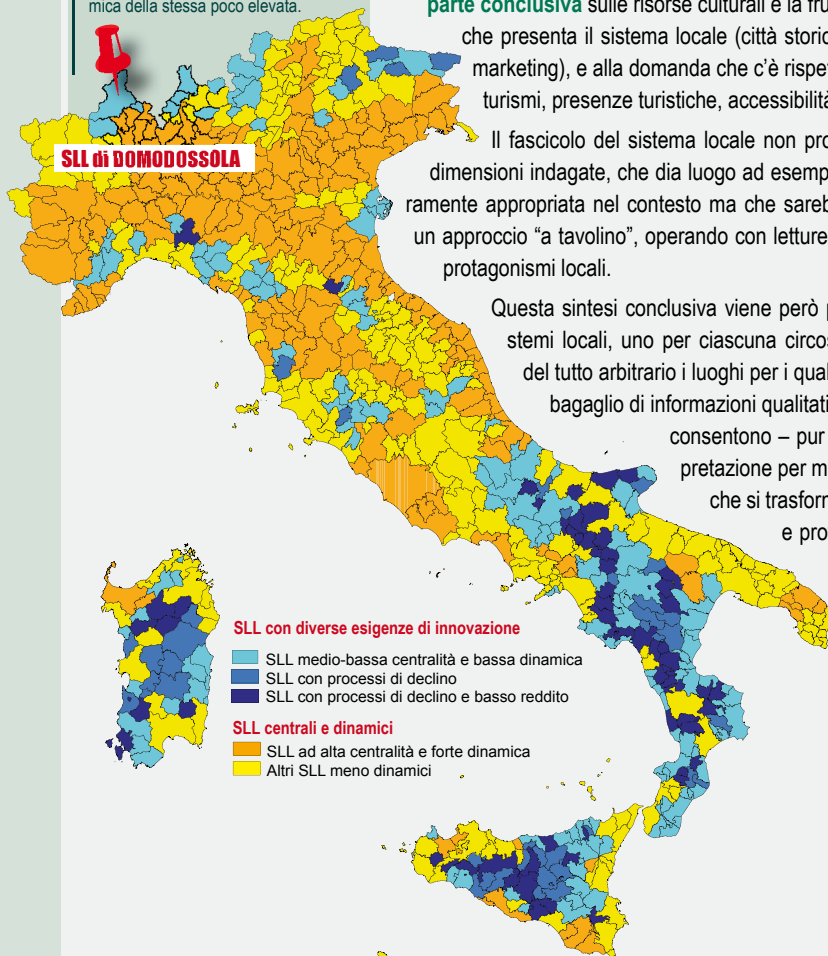 mica della stessa poco elevata.
parte conclusiva sulle risorse culturali e la fru
che presenta il sistema locale (città storic
marketing), e alla domanda che c'è rispe
turismi, presenze turistiche, accessibilità
Il fascicolo del sistema locale non pro
dimensioni indagate, che dia luogo ad esemp
ramente appropriata nel contesto ma che sareb
un approccio “a tavolino”, operando con letture
protagonismi locali.
Questa sintesi conclusiva viene però p
stemi locali, uno per ciascuna circos
del tutto arbitrario i luoghi per i qual
bagaglio di informazioni qualitati
consentono – pur
pretazione per m
che si trasforn
e pro
SLL di DOMODOSSOLA
SLL con diverse esigenze di innovazione
SLL medio-bassa centralità e bassa dinamica
SLL con processi di declino
SLL con processi di declino e basso reddito
SLL centrali e dinamici
SLL ad alta centralità e forte dinamica
Altri SLL meno dinamici